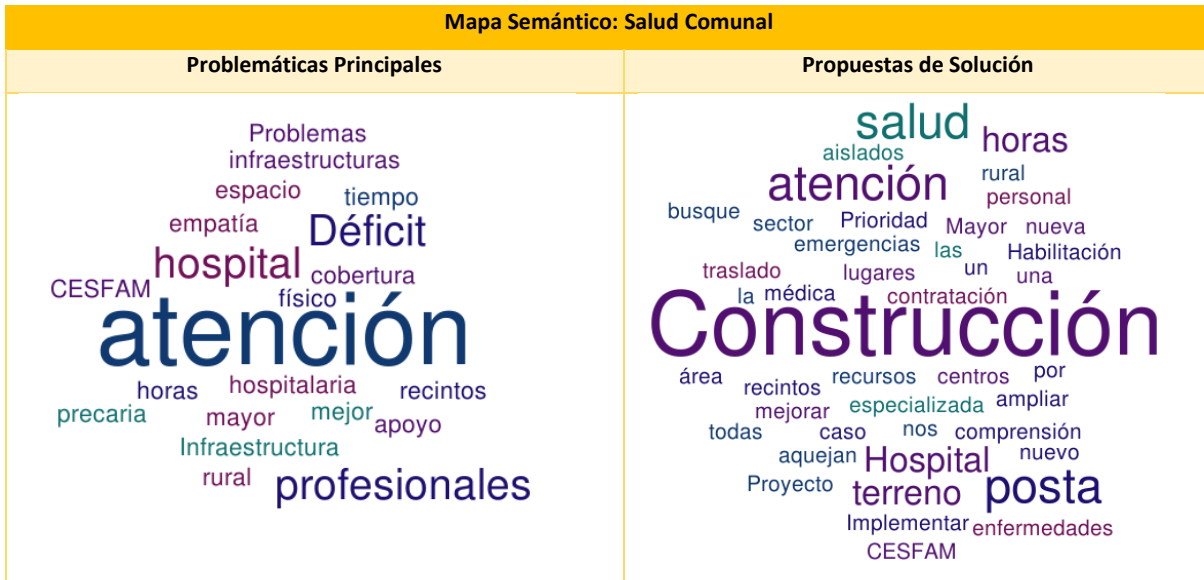 Mapa Semántico: Salud Comunal
Problemáticas Principales
Propuestas de Solución
Problemas
infraestructuras
espacio
tiempo
empatía
Déficit
hospital
cobertura
CESFAM
físico
atención
horas
hospitalaria
recintos
precaria
mayor
mejor
apoyo
Infraestructura
rural
profesionales
salud
horas
aislados
atención
rural
personal
busque
sector
Prioridad
Mayor
nueva
emergencias
las
Habilitación
traslado
lugares
un
una
la
médica
contratación
Construcción
área
recintos
recursos
centros
por
mejorar
especializada
ampliar
todas
caso
nos
comprensión
aquejan
Hospital
nuevo
Proyecto
terreno
posta
Implementar
enfermedades
CESFAM